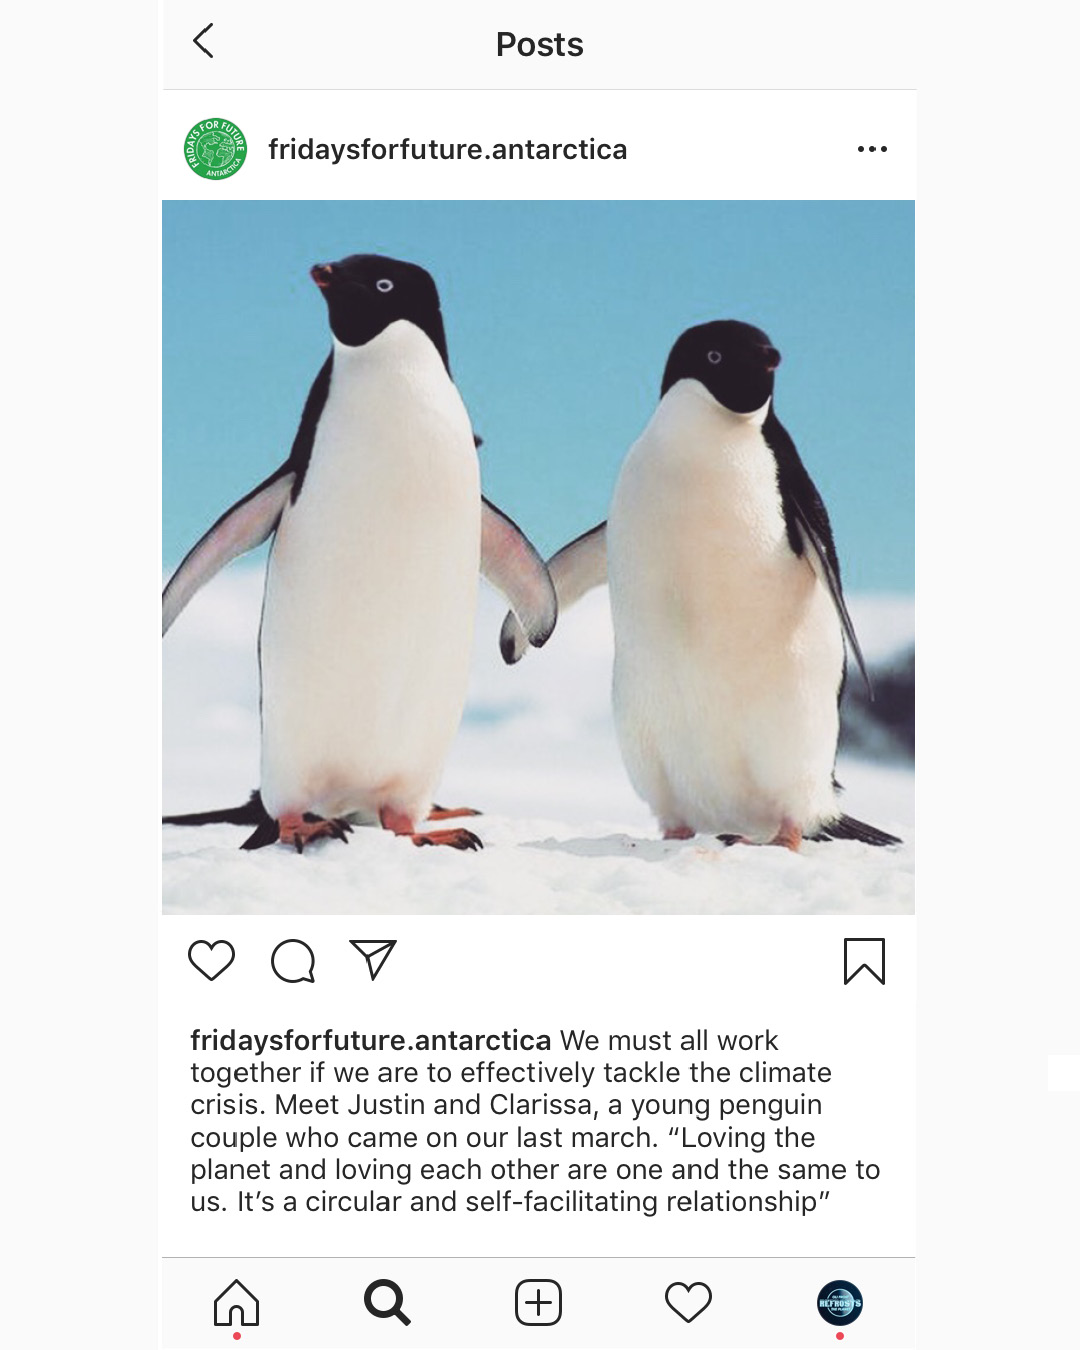 Posts
FRIDAYS FOR FUTURE
ANTARCTICA
fridaysforfuture.antarctica
fridaysforfuture.antarctica We must all work
together if we are to effectively tackle the climate
crisis. Meet Justin and Clarissa, a young penguin
couple who came on our last march. “Loving the
planet and loving each other are one and the same to
us. It’s a circular and self-facilitating relationship”
REFROSTS